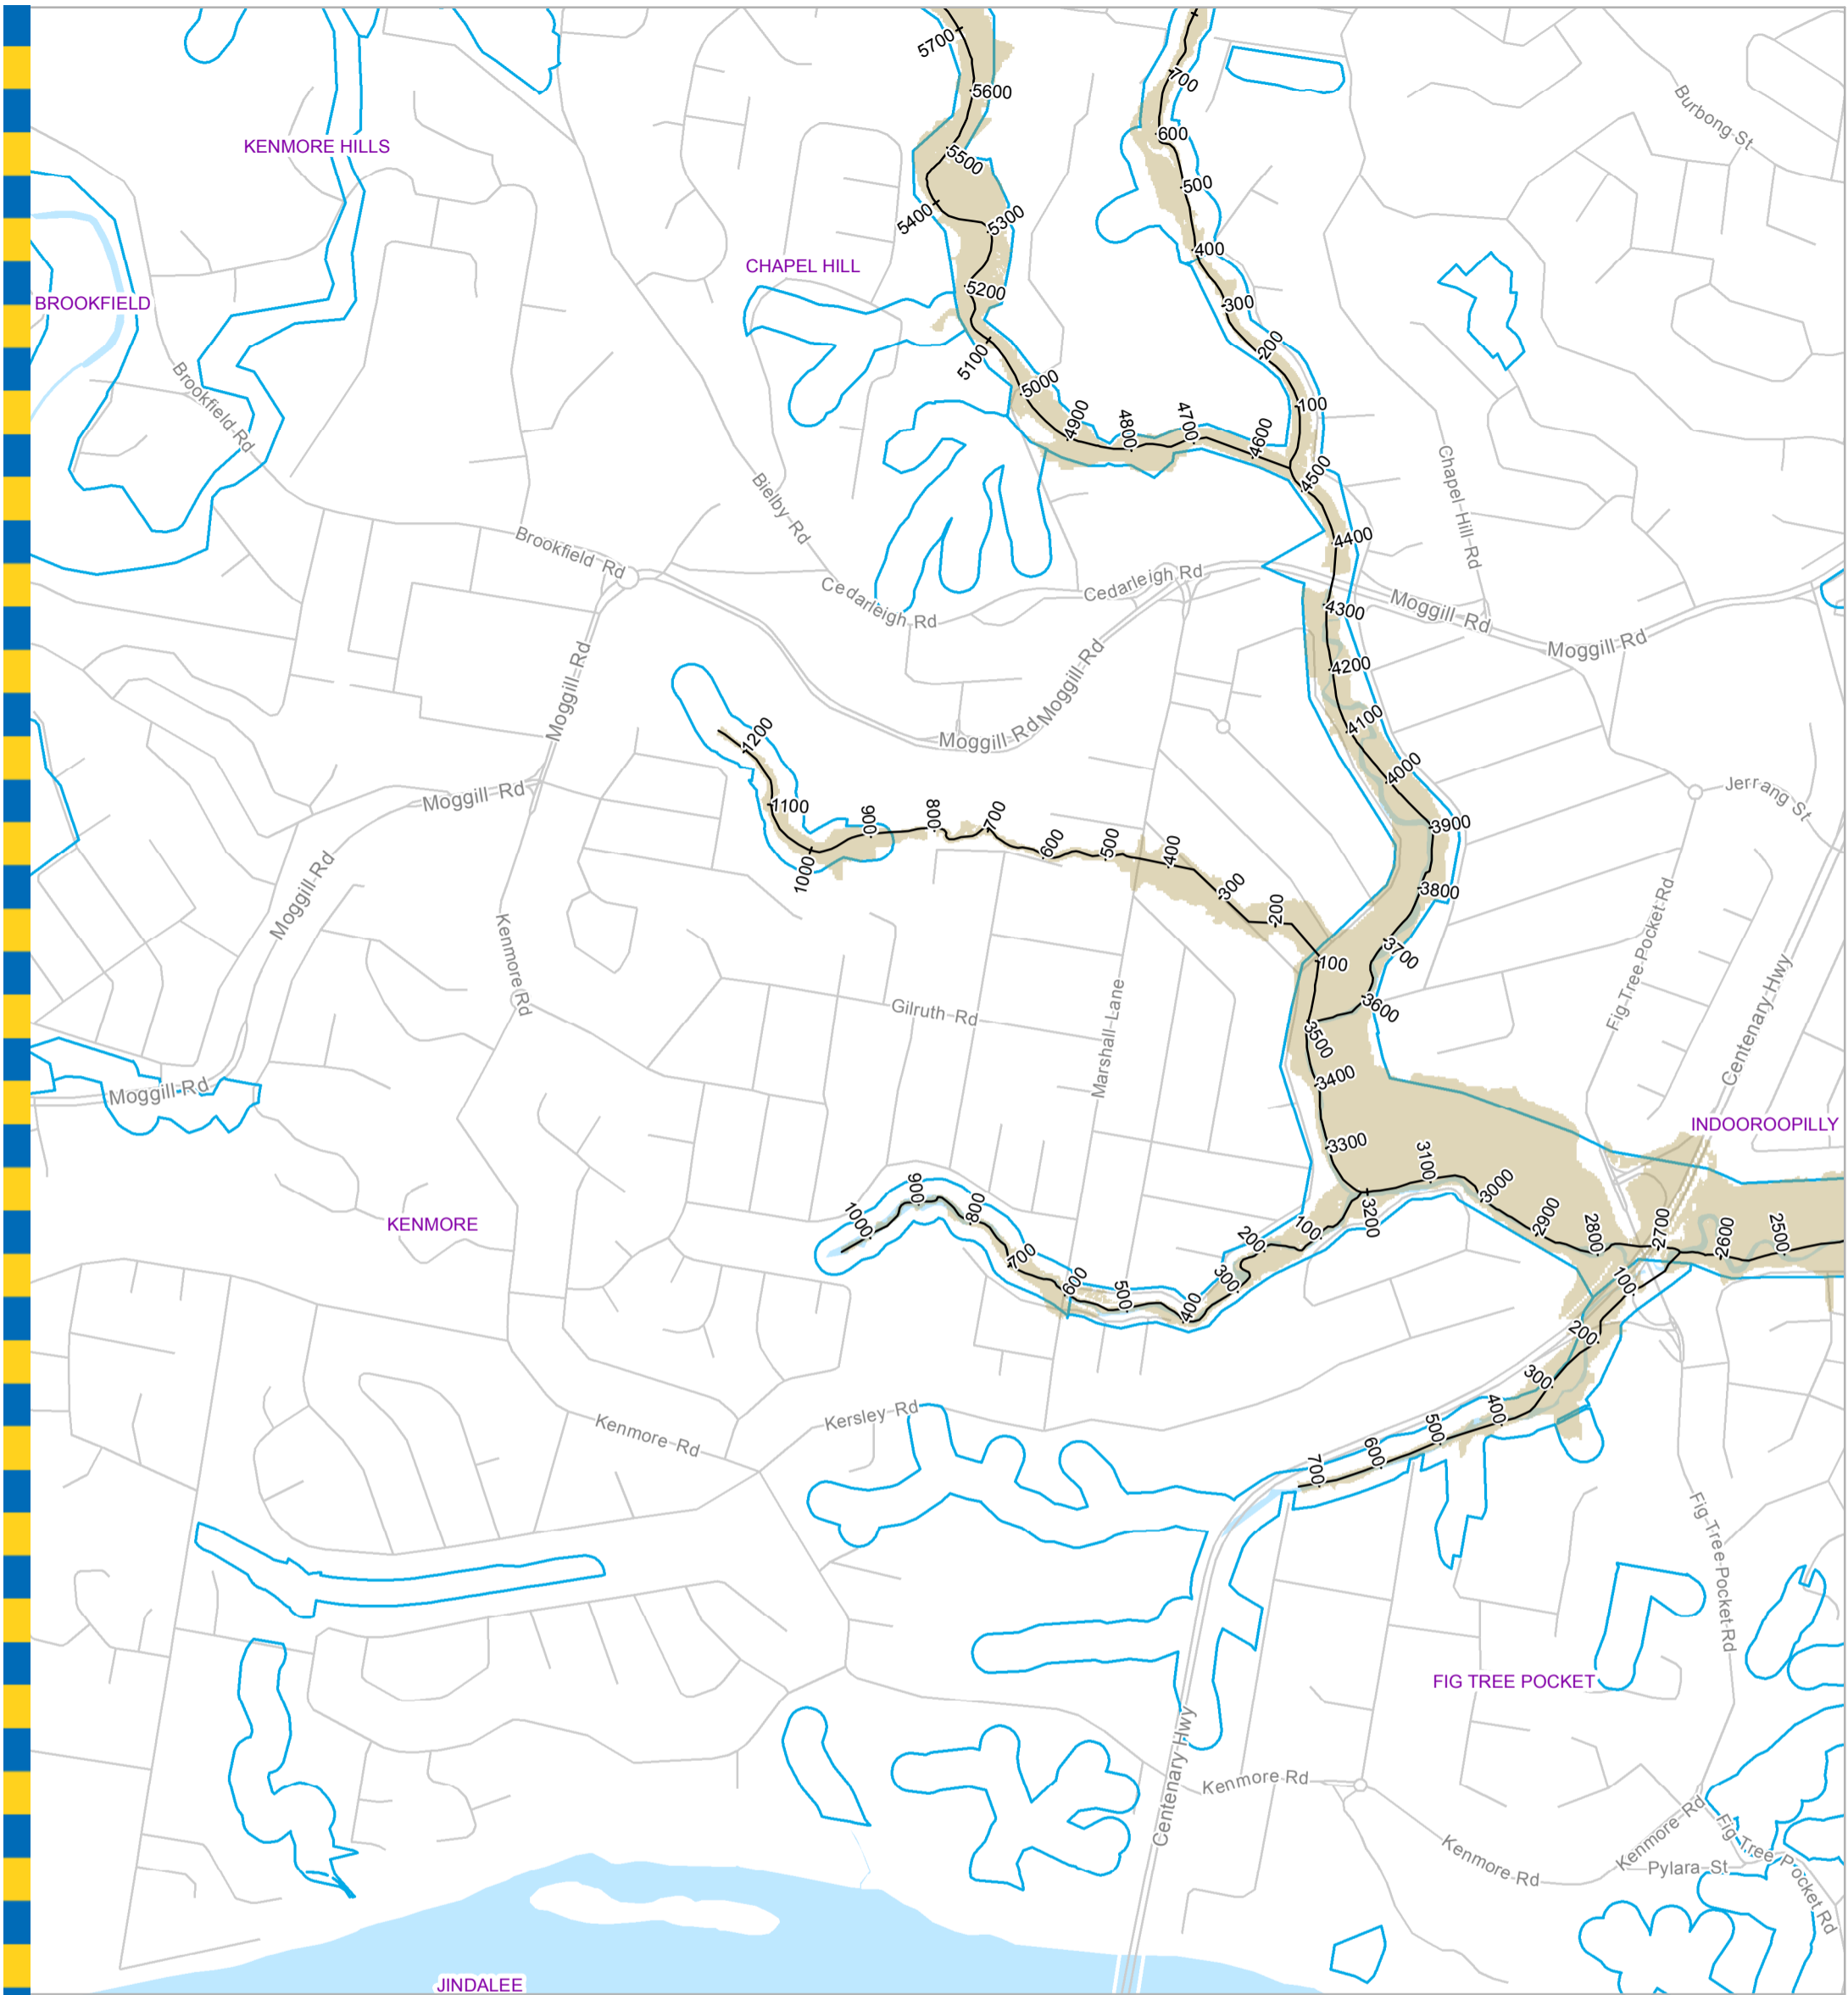 5700
5600
700
600
Burbong St
KENMORE HILLS
5500
500
5400
5300
400
CHAPEL HILL
BROOKFIELD
5200
300
200
5100
5000
100
Brookfield Rd
4900
4800
4700
4600
4500
Chapel Hill Rd
Bielby Rd
Brookfield Rd
4400
Cedarleigh Rd
Cedarleigh Rd
4300
Moggill Rd
Moggill Rd
4200
Moggill Rd
Moggill Rd
4100
1200
Moggill Rd
4000
Jerrang St
Moggill Rd
1100
900
800
700
3900
600
500
400
1000
Moggill Rd
300
3800
200
Fig Tree Pocket Rd
Kenmore Rd
3700
100
Centenary Hwy
Gilruth Rd
3600
Marshall Lane
3500
3400
Moggill Rd
INDOOROOPILLY
3300
3100
3000
900
1000
800
KENMORE
3200
2900
2800
2700
2600
2500
100
200
700
300
600
500
400
100
200
300
400
Kersley Rd
Kenmore Rd
500
600
700
Fig Tree Pocket Rd
FIG TREE POCKET
Centenary Hwy
Kenmore Rd
Kenmore Rd
Kenmore Rd
Fig Tree Pocket Rd
Pylara St
JINDALEE